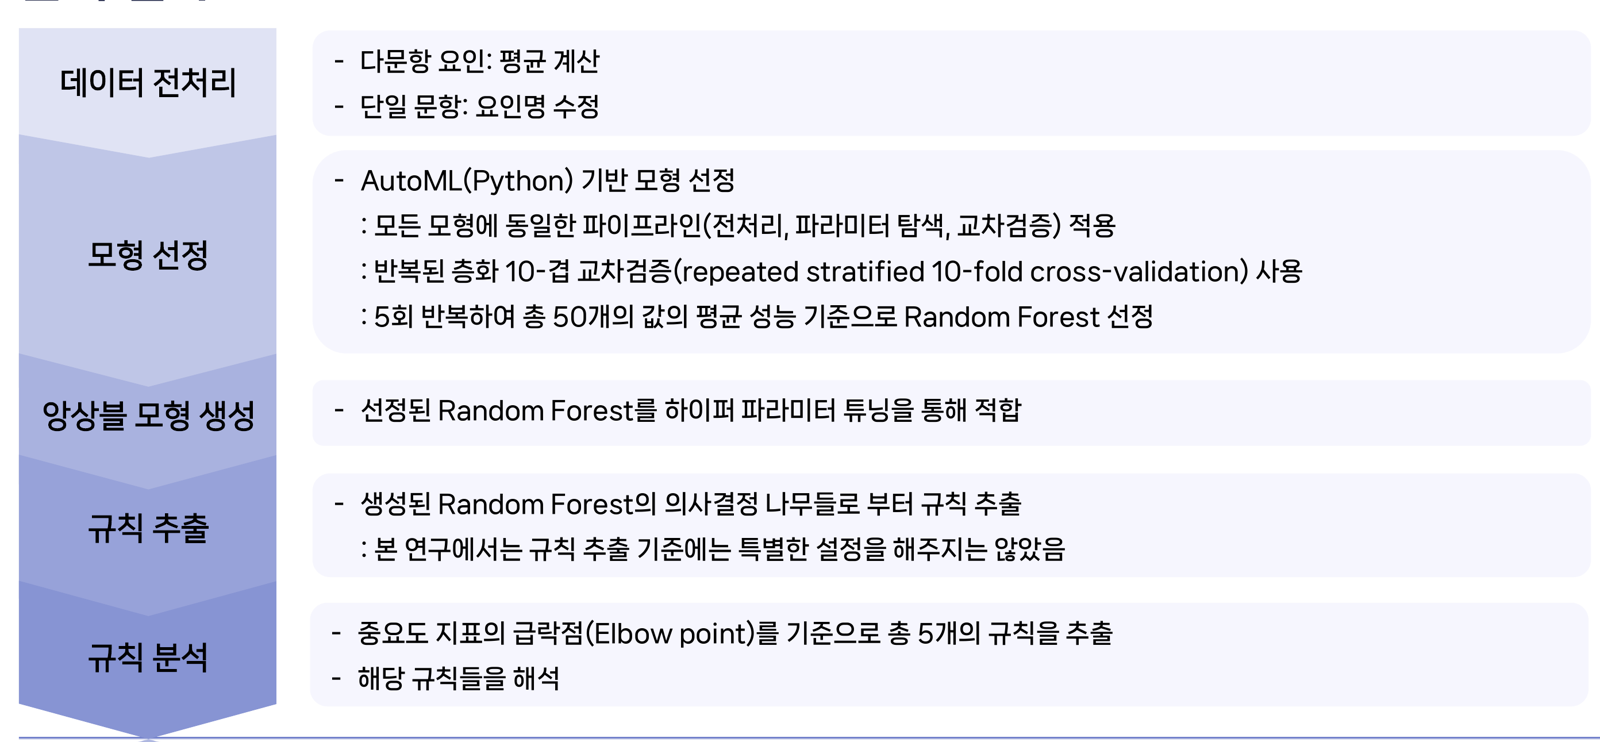 데이터 전처리
- 다문항 요인: 평균 계산
- 단일 문항: 요인명 수정
모형 선정
- AutoML(Python) 기반 모형 선정
: 모든 모형에 동일한 파이프라인(전처리, 파라미터 탐색, 교차검증) 적용
: 반복된 층화 10-겹 교차검증(repeated stratified 10-fold cross-validation) 사용
: 5회 반복하여 총 50개의 값의 평균 성능 기준으로 Random Forest 선정
앙상블 모형 생성
- 선정된 Random Forest를 하이퍼 파라미터 튜닝을 통해 적합
규칙 추출
- 생성된 Random Forest의 의사결정 나무들로 부터 규칙 추출
: 본 연구에서는 규칙 추출 기준에는 특별한 설정을 해주지는 않았음
규칙 분석
- 중요도 지표의 급락점(Elbow point)를 기준으로 총 5개의 규칙을 추출
- 해당 규칙들을 해석